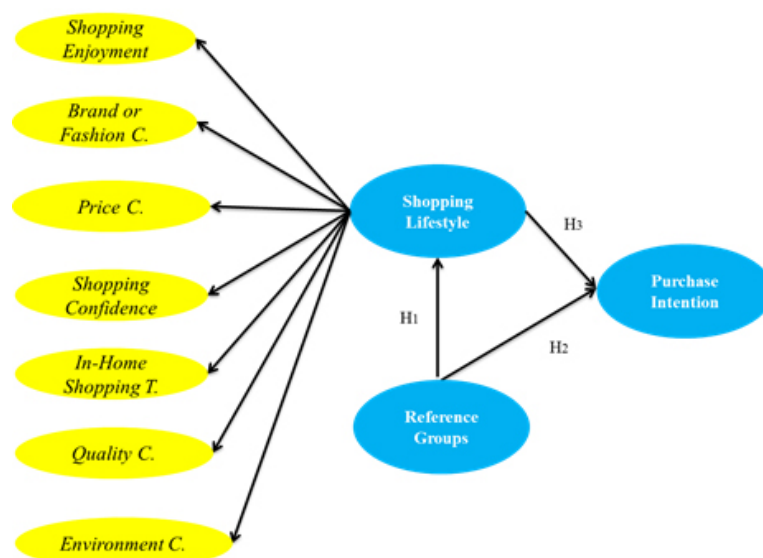 Shopping
Enjoyment
Brand or
Fashion C.
Price C.
Shopping
Confidence
In-Home
Shopping T.
Quality C.
Environment C.
Shopping
Lifestyle
H3
Purchase
Intention
H1
H2
Reference
Groups